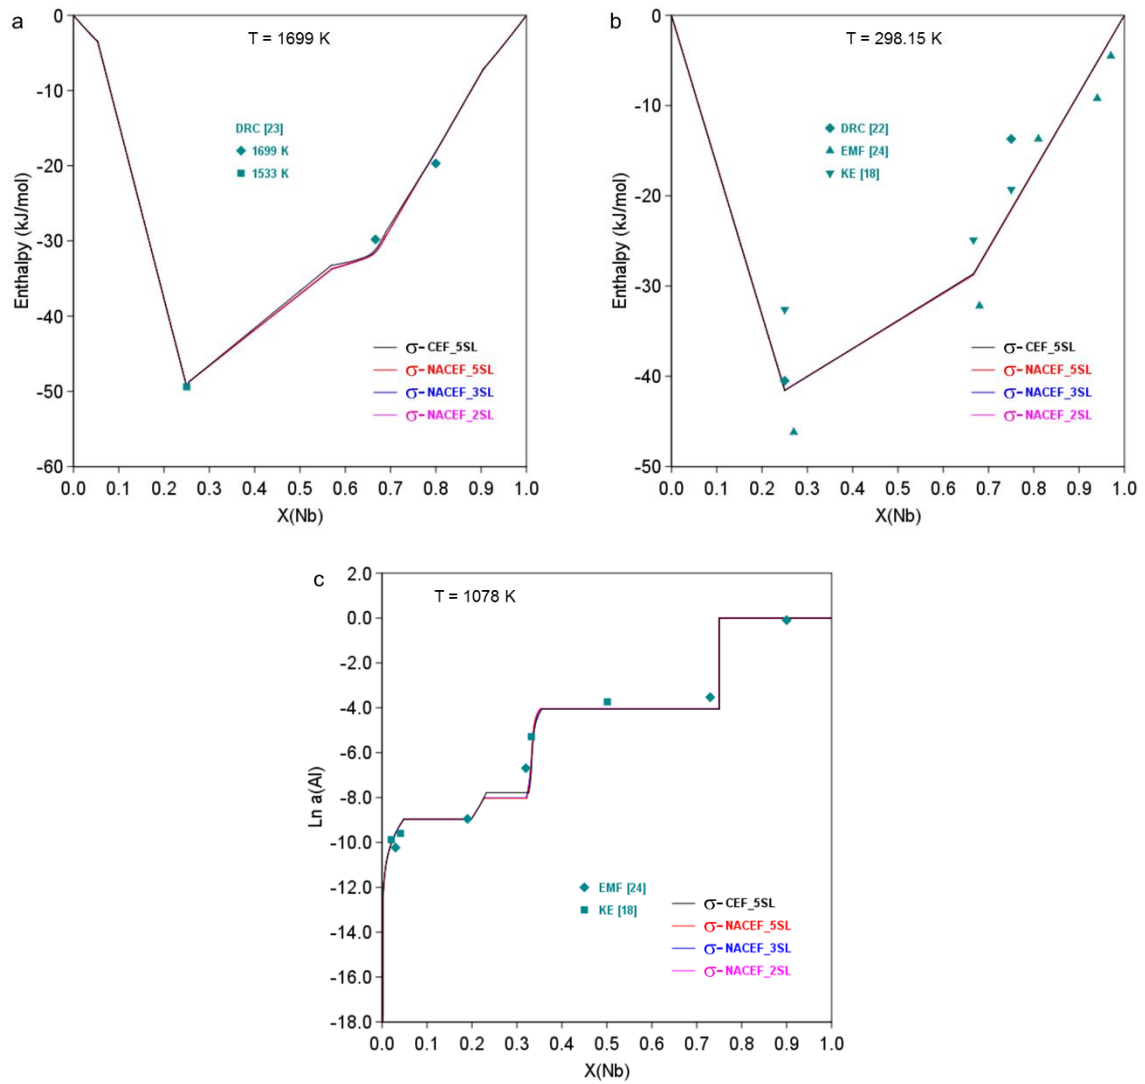 a
T = 1699 K
0
-10
-20
-30
-40
-50
-60
Enthalpy (kJ/mol)
DRC [23]
1699 K
1533 K
σ- CEF_5SL
σ- NACEF_5SL
σ- NACEF_3SL
σ- NACEF_2SL
0.0 0.1 0.2 0.3 0.4 0.5 0.6 0.7 0.8 0.9 1.0
X(Nb)
b
T = 298.15 K
0
-10
-20
-30
-40
-50
Enthalpy (kJ/mol)
DRC [22]
EMF [24]
KE [18]
σ- CEF_5SL
σ- NACEF_5SL
σ- NACEF_3SL
σ- NACEF_2SL
0.0 0.1 0.2 0.3 0.4 0.5 0.6 0.7 0.8 0.9 1.0
X(Nb)
c
T = 1078 K
2.0
0.0
-2.0
-4.0
-6.0
-8.0
-10.0
-12.0
-14.0
-16.0
-18.0
Ln a(Al)
EMF [24]
KE [18]
σ- CEF_5SL
σ- NACEF_5SL
σ- NACEF_3SL
σ- NACEF_2SL
0.0 0.1 0.2 0.3 0.4 0.5 0.6 0.7 0.8 0.9 1.0
X(Nb)